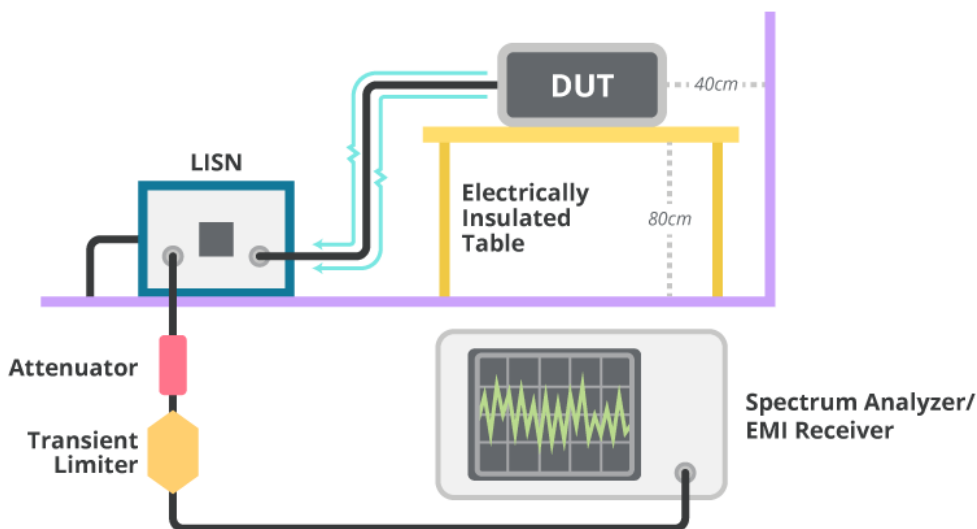 DUT
40cm
LISN
Electrically
Insulated
Table
80cm
Attenuator
Transient
Limiter
Spectrum Analyzer/
EMI Receiver